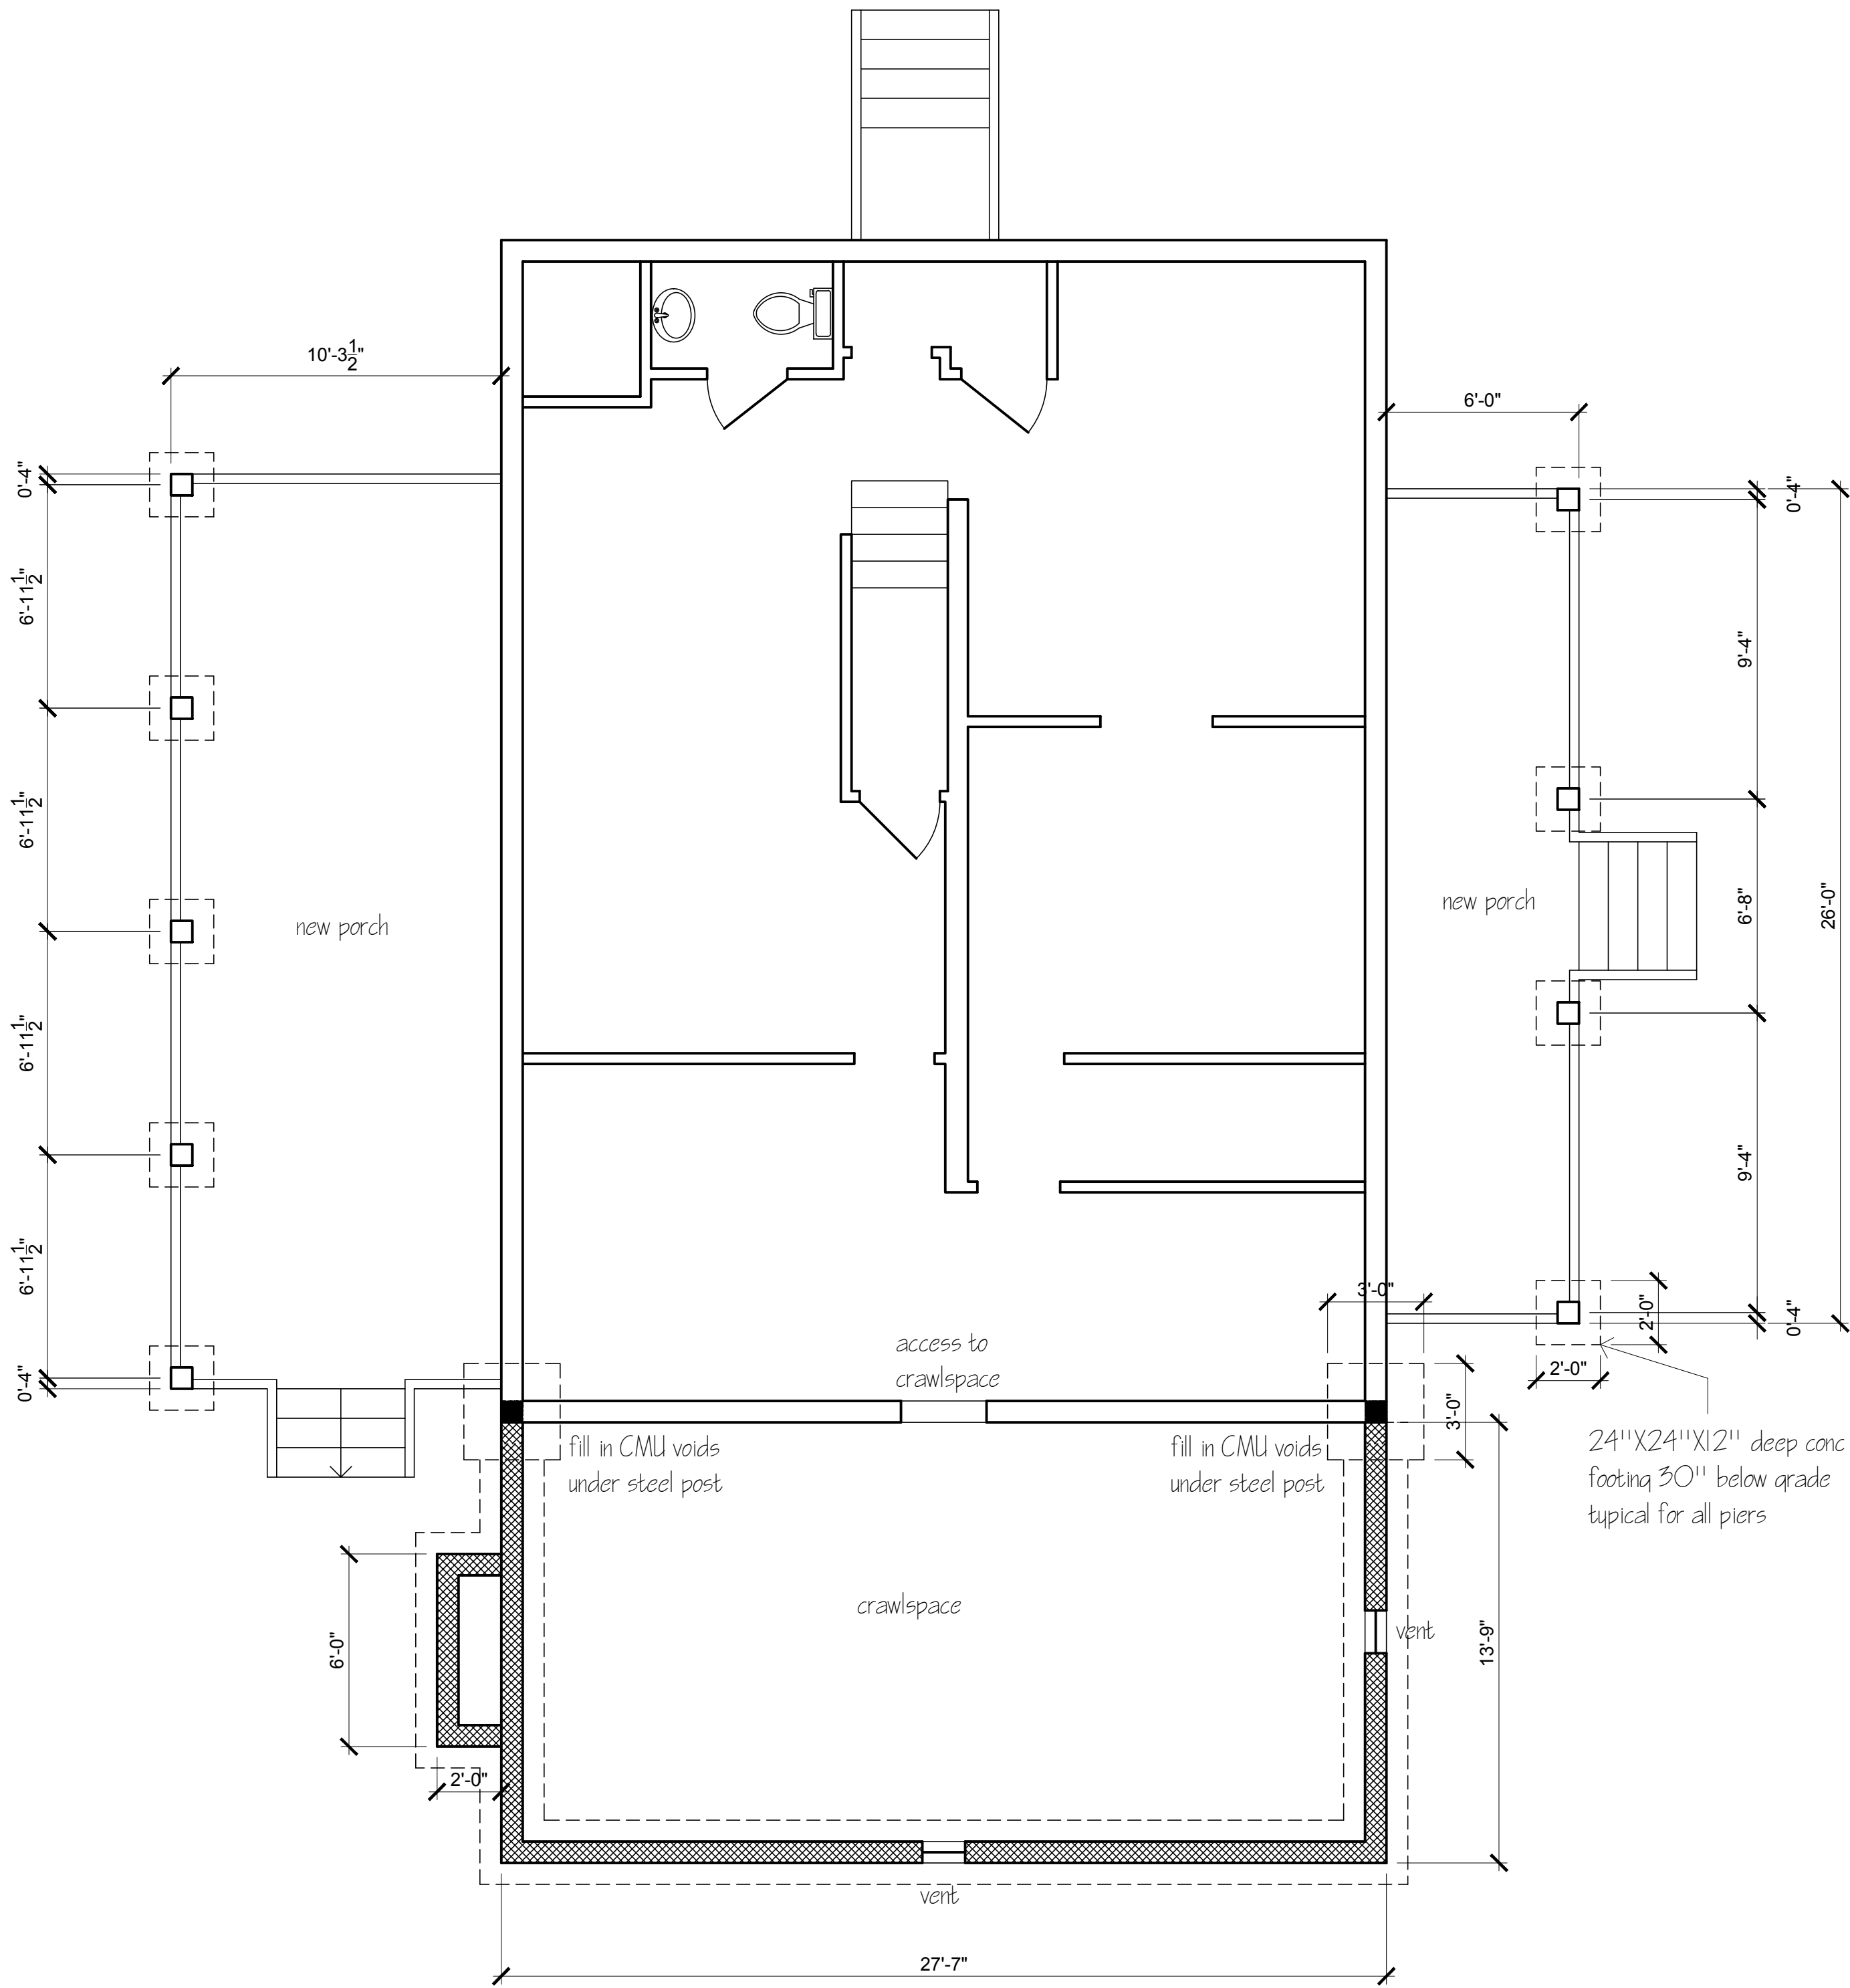 10'-3 1/2"
6'-0"
0'-4"
0'-4"
6'-11 1/2"
9'-4"
6'-11 1/2"
new porch
new porch
6'-8"
26'-0"
6'-11 1/2"
9'-4"
6'-11 1/2"
3'-0"
2'-0"
0'-4"
access to
crawlspace
2'-0"
0'-4"
3'-0"
fill in CMU voids
under steel post
fill in CMU voids
under steel post
24"X24"X12" deep conc
footing 30" below grade
typical for all piers
crawlspace
vent
6'-0"
13'-9"
2'-0"
vent
27'-7"